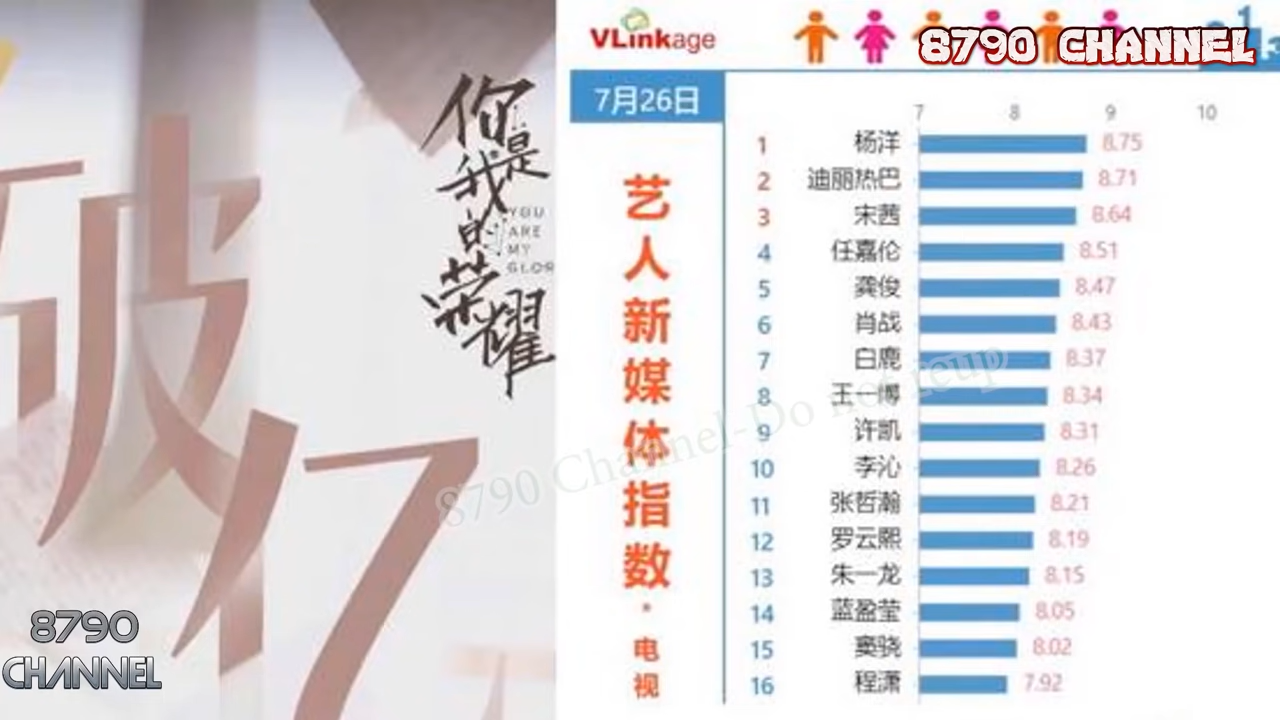 破
亿
你
是
我
的
荣
耀
YOU
ARE
MY
GLOR
8790
CHANNEL
VLinkage
8790 CHANNEL
7月26日
艺人新媒体指数·电视
7 8 9 10
1 杨洋 8.75
2 迪丽热巴 8.71
3 宋茜 8.64
4 任嘉伦 8.51
5 龚俊 8.47
6 肖战 8.43
7 白鹿 8.37
8 王一博 8.34
9 许凯 8.31
10 李沁 8.26
11 张哲瀚 8.21
12 罗云熙 8.19
13 朱一龙 8.15
14 蓝盈莹 8.05
15 窦骁 8.02
16 程潇 7.92
8790 Channel-Do not reup